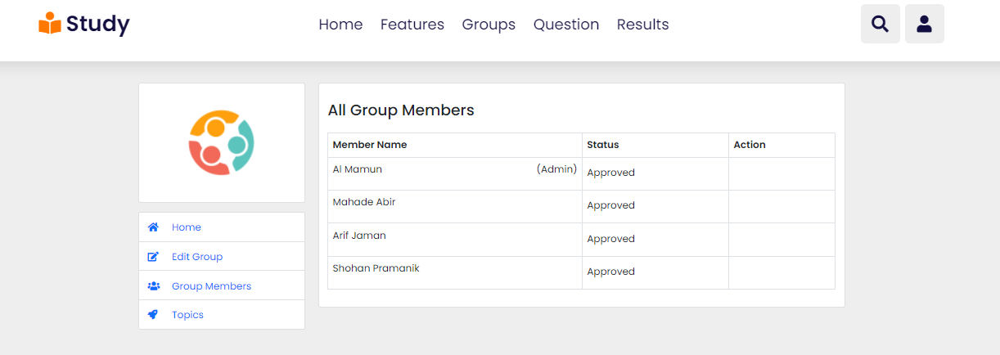 Study
Home Features Groups Question Results
Home
Edit Group
Group Members
Topics
All Group Members
Member Name Status Action
Al Mamun (Admin) Approved
Mahade Abir Approved
Arif Jaman Approved
Shohan Pramanik Approved